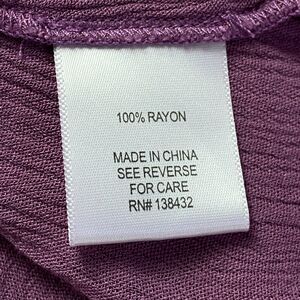 100% RAYON
MADE IN CHINA
SEE REVERSE
FOR CARE
RN# 138432